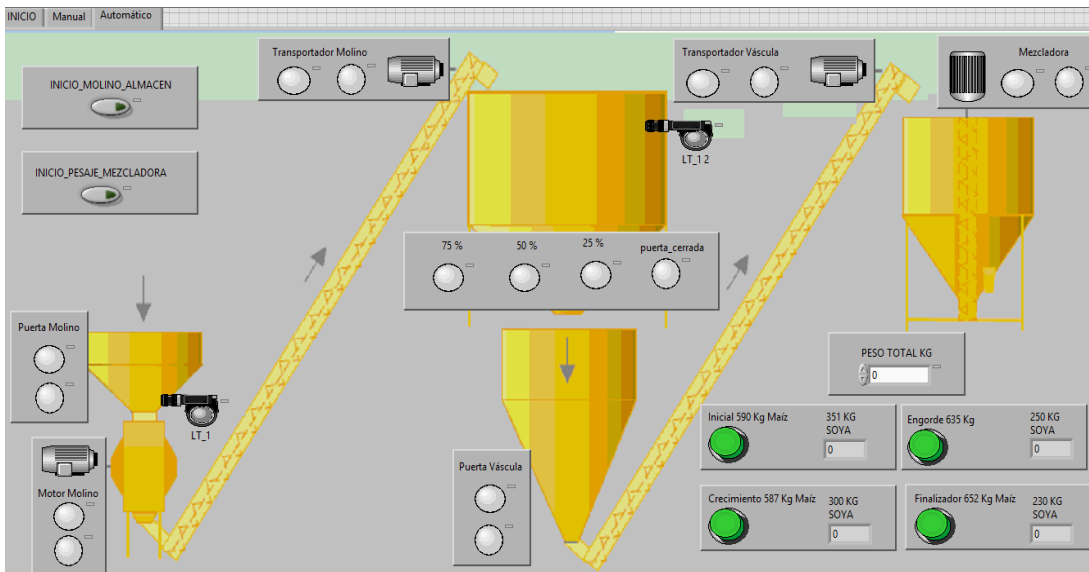 INICIO Manual Automático
INICIO_MOLINO_ALMACEN
INICIO_PESAJE_MEZCLADORA
Transportador Molino
Transportador Váscula
Mezcladora
LT_1 2
75 %
50 %
25 %
puerta_cerrada
Puerta Molino
LT_1
Motor Molino
Puerta Váscula
PESO TOTAL KG
0
Inicial 590 Kg Maíz
351 KG
SOYA
0
Engorde 635 Kg
250 KG
SOYA
0
Crecimiento 587 Kg Maíz
300 KG
SOYA
0
Finalizador 652 Kg Maíz
230 KG
SOYA
0